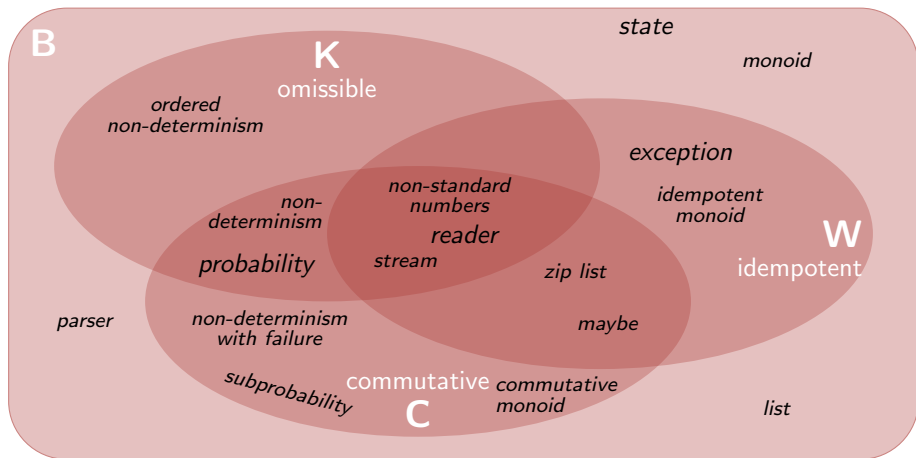 B
K
omissible
state
monoid
ordered
non-determinism
exception
non-standard
numbers
non-
determinism
idempotent
monoid
reader
W
idempotent
probability
stream
zip list
parser
non-determinism
with failure
maybe
subprobability
commutative
C
commutative
monoid
list